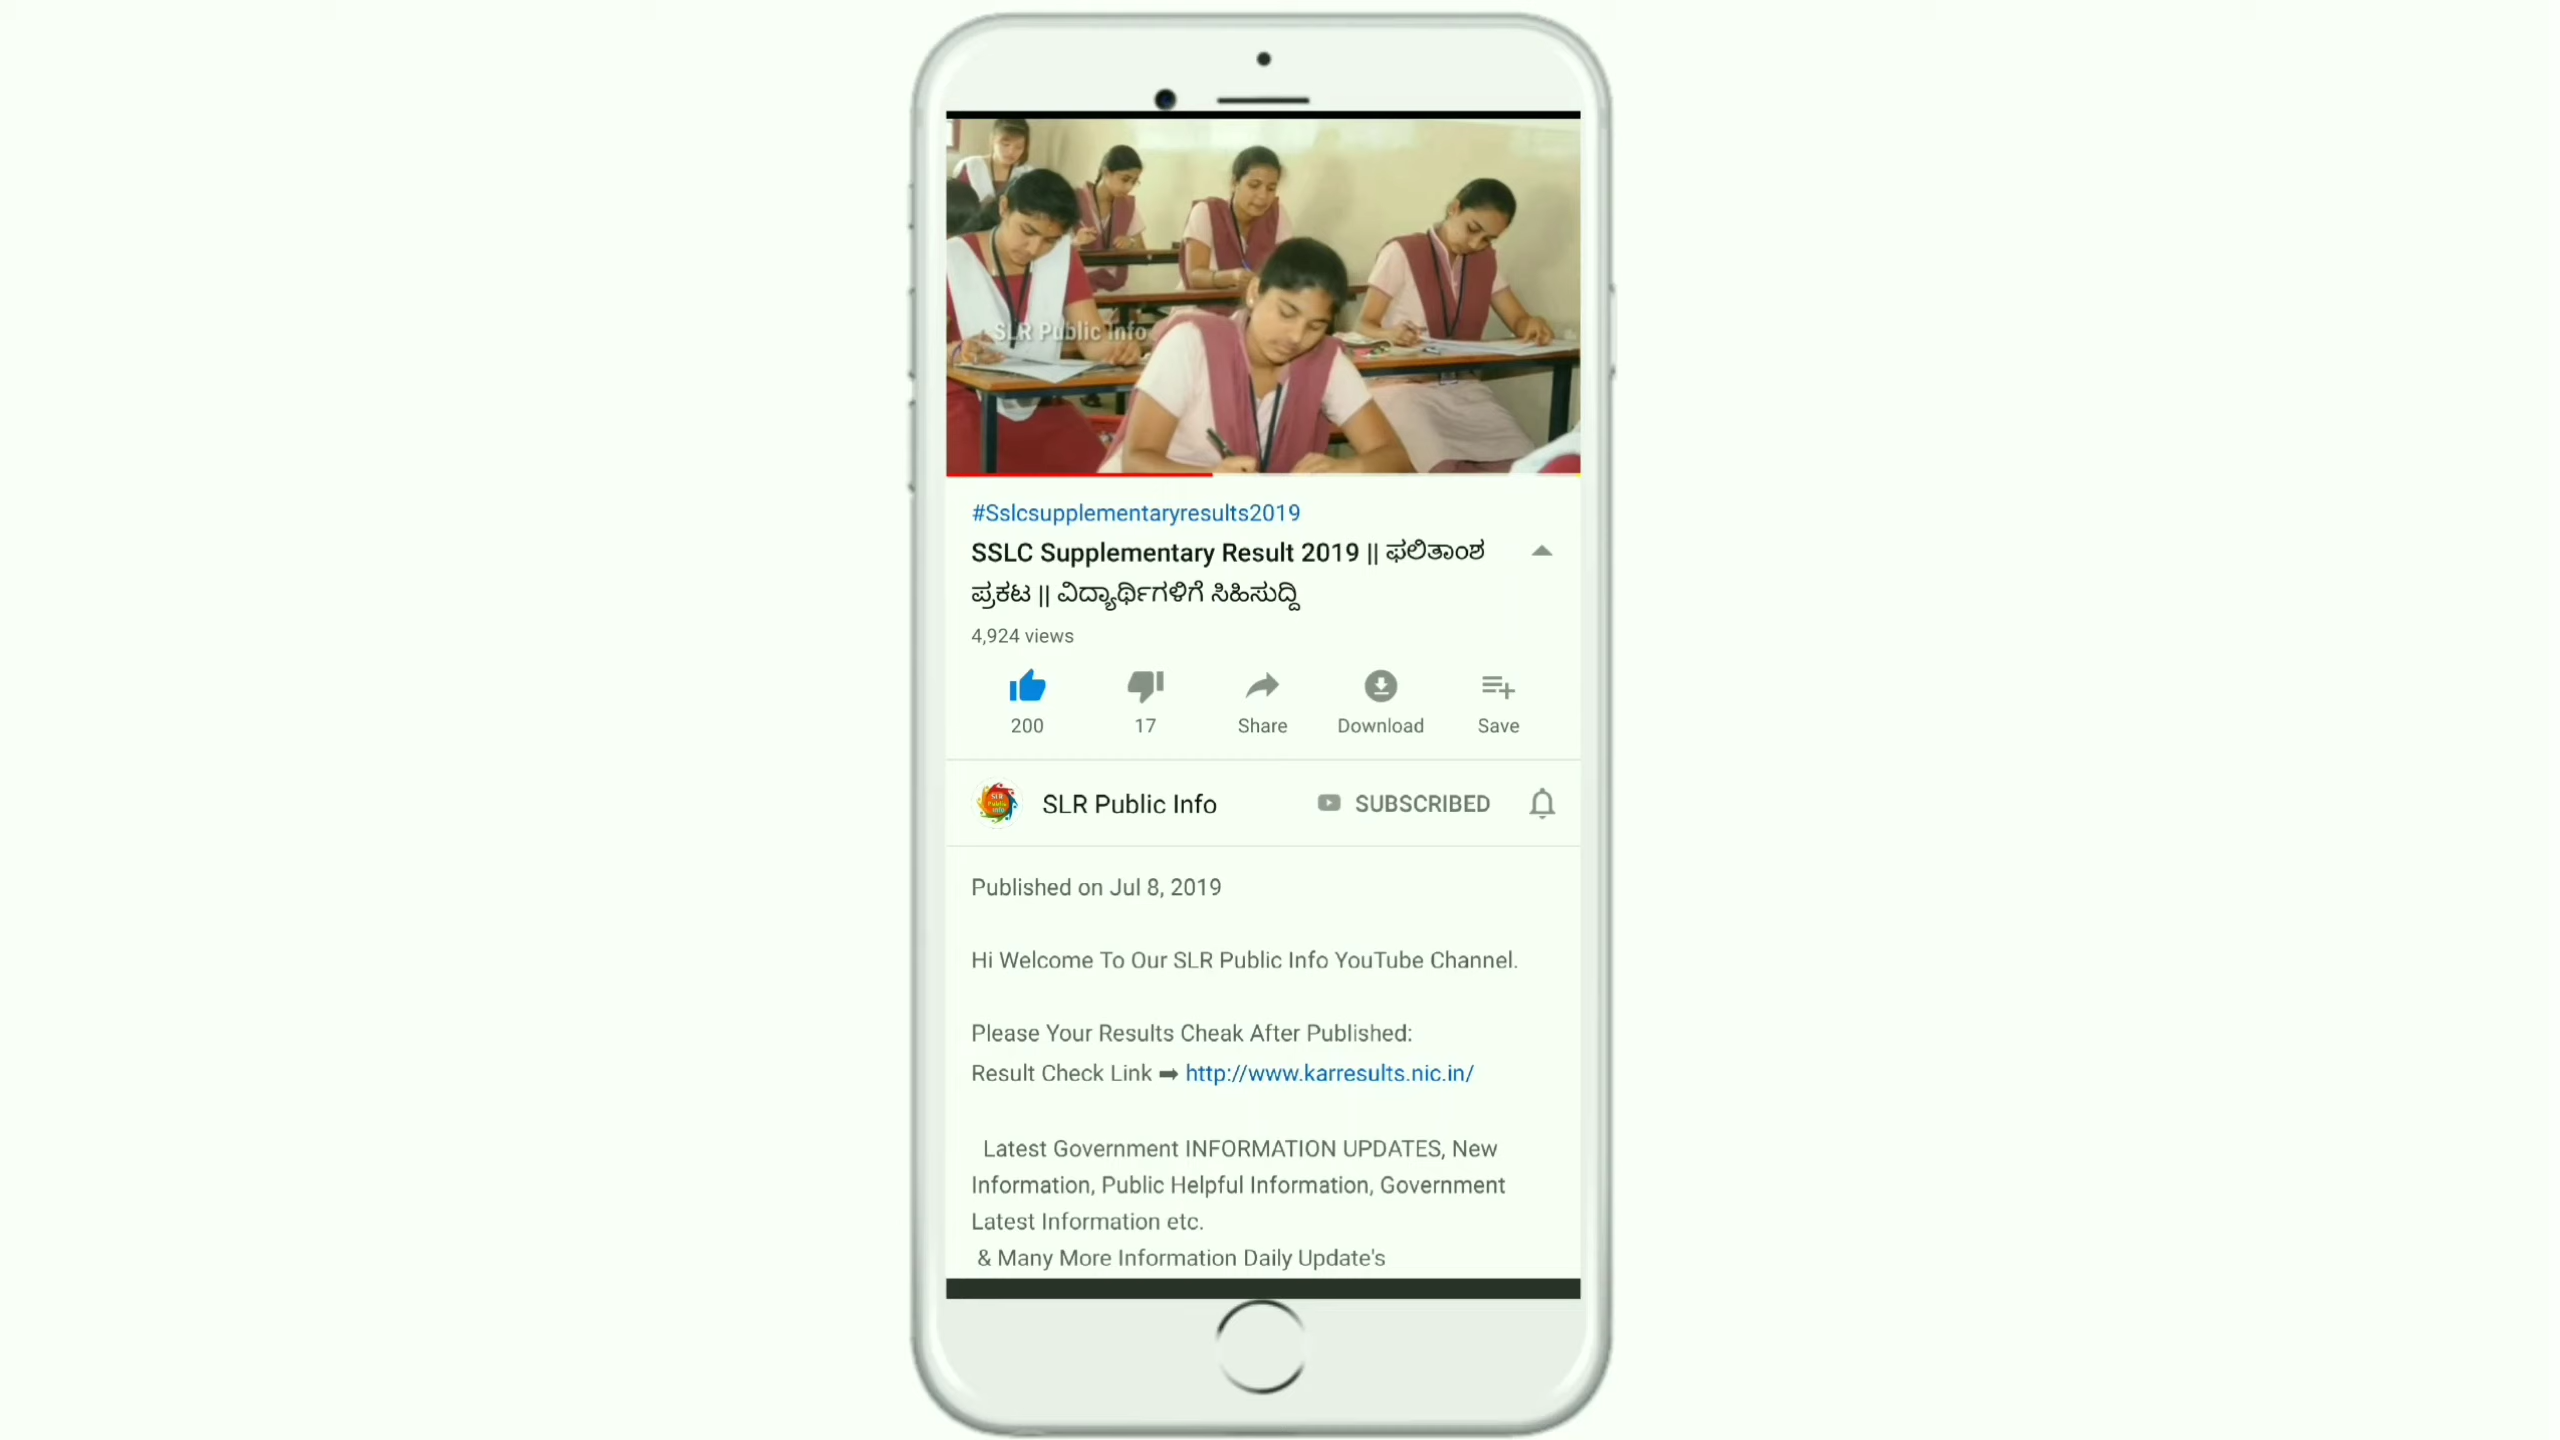 SLR Public Info
#Sslcsupplementaryresults2019
SSLC Supplementary Result 2019 || ಫಲಿತಾಂಶ
ಪ್ರಕಟ || ವಿದ್ಯಾರ್ಥಿಗಳಿಗೆ ಸಿಹಿಸುದ್ದಿ
4,924 views
200 17 Share Download Save
SLR Public Info
SLR Public Info SUBSCRIBED
Published on Jul 8, 2019
Hi Welcome To Our SLR Public Info YouTube Channel.
Please Your Results Cheak After Published:
Result Check Link ➡ http://www.karresults.nic.in/
Latest Government INFORMATION UPDATES, New
Information, Public Helpful Information, Government
Latest Information etc.
& Many More Information Daily Update's